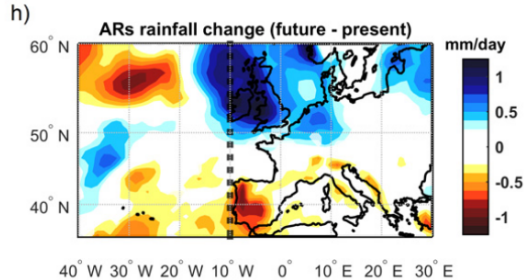 h)
ARs rainfall change (future - present)
mm/day
60° N
50° N
40° N
40° W 30° W 20° W 10° W 0° 10° E 20° E 30° E
1
0.5
0
-0.5
-1